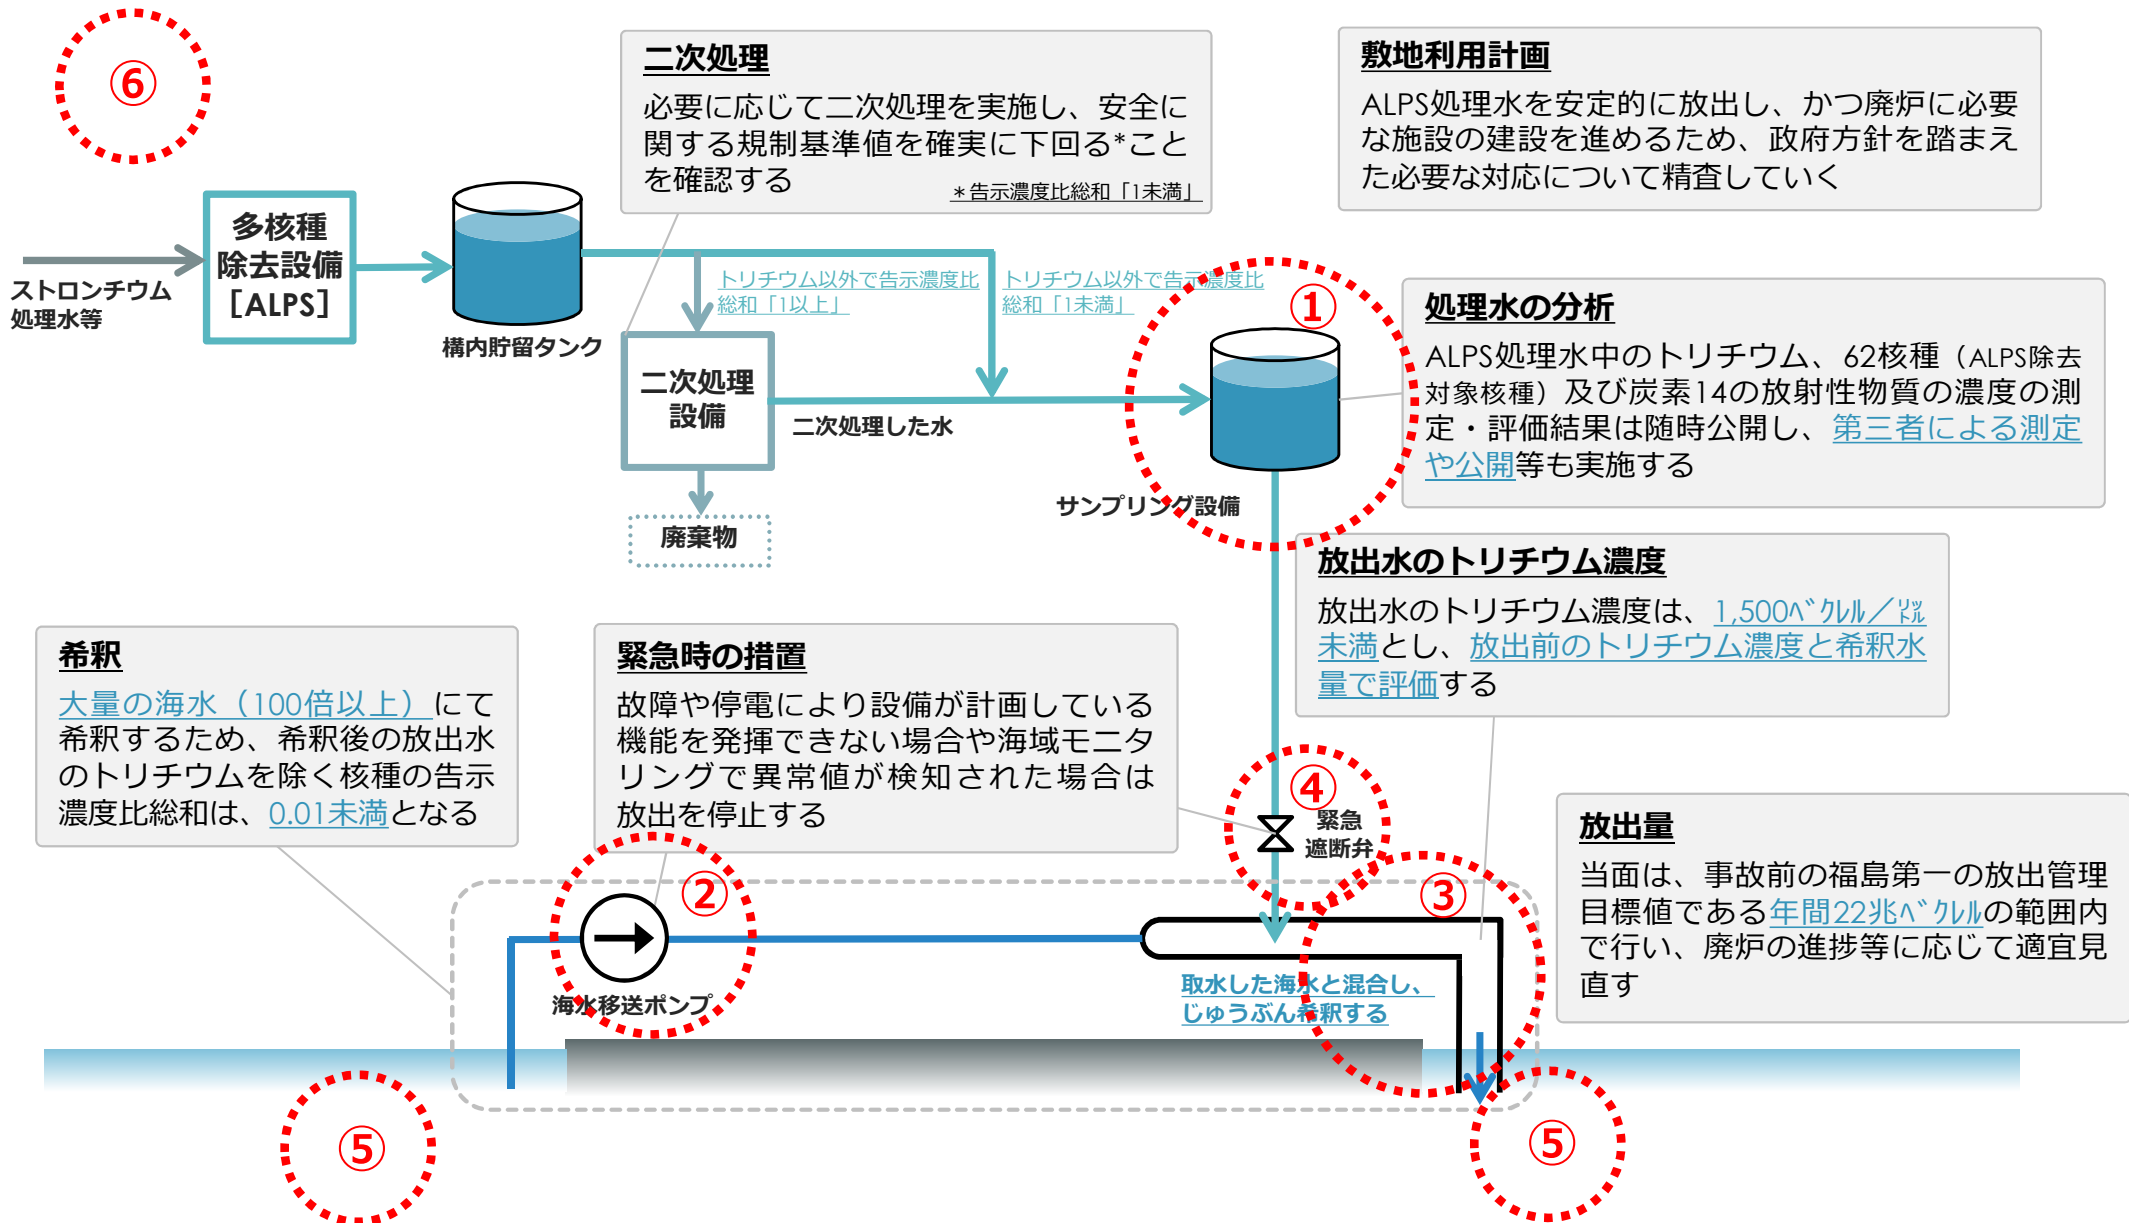 ⑥
二次処理
必要に応じて二次処理を実施し、安全に
関する規制基準値を確実に下回る*こと
を確認する
＊告示濃度比総和「1未満」
敷地利用計画
ALPS処理水を安定的に放出し、かつ廃炉に必要
な施設の建設を進めるため、政府方針を踏まえ
た必要な対応について精査していく
ストロンチウム
処理水等
多核種
除去設備
［ALPS］
構内貯留タンク
トリチウム以外で告示濃度比
総和「1以上」
トリチウム以外で告示濃度比
総和「1未満」
二次処理
設備
二次処理した水
廃棄物
①
サンプリング設備
処理水の分析
ALPS処理水中のトリチウム、62核種（ALPS除去
対象核種）及び炭素14の放射性物質の濃度の測
定・評価結果は随時公開し、第三者による測定
や公開等も実施する
放出水のトリチウム濃度
放出水のトリチウム濃度は、1,500ﾍﾞｸﾚﾙ／㍑
未満とし、放出前のトリチウム濃度と希釈水
量で評価する
希釈
大量の海水（100倍以上）にて
希釈するため、希釈後の放出水
のトリチウムを除く核種の告示
濃度比総和は、0.01未満となる
緊急時の措置
故障や停電により設備が計画している
機能を発揮できない場合や海域モニタ
リングで異常値が検知された場合は
放出を停止する
④
緊急
遮断弁
②
海水移送ポンプ
③
取水した海水と混合し、
じゅうぶん希釈する
放出量
当面は、事故前の福島第一の放出管理
目標値である年間22兆ﾍﾞｸﾚﾙの範囲内
で行い、廃炉の進捗等に応じて適宜見
直す
⑤
⑤